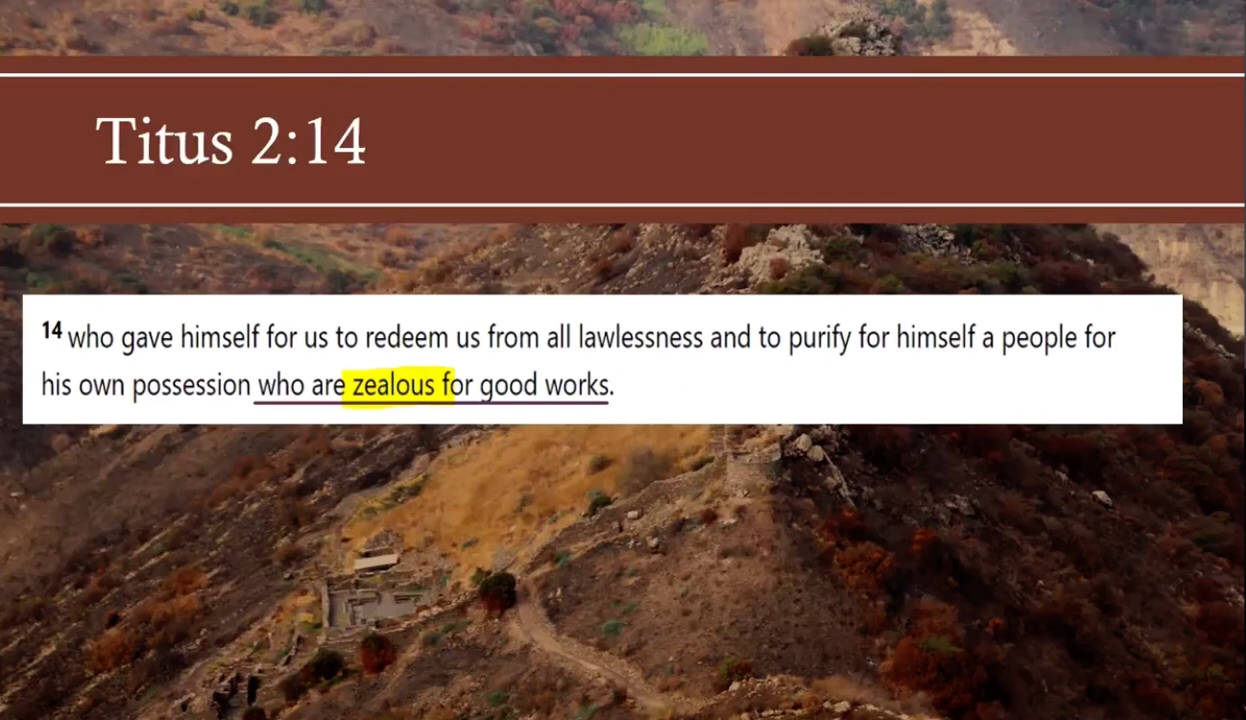 Titus 2:14
14 who gave himself for us to redeem us from all lawlessness and to purify for himself a people for
his own possession who are zealous for good works.